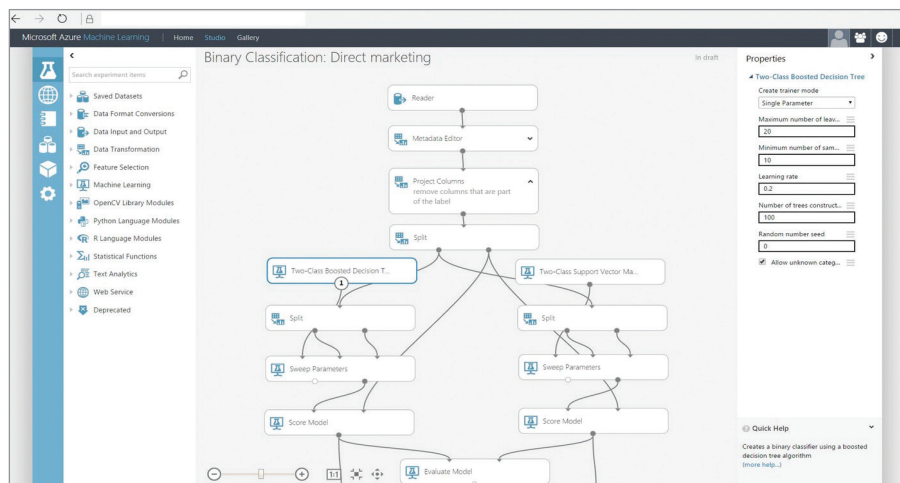 Microsoft Azure Machine Learning | Home Studio Gallery
Search experiment items
Saved Datasets
Data Format Conversions
Data Input and Output
Data Transformation
Feature Selection
Machine Learning
OpenCV Library Modules
Python Language Modules
R Language Modules
Statistical Functions
Text Analytics
Web Service
Deprecated
Binary Classification: Direct marketing
In draft
Reader
Metadata Editor
Project Columns
remove columns that are part
of the label
Split
Two-Class Boosted Decision T...
1
Two-Class Support Vector Ma...
Split
Split
Sweep Parameters
Sweep Parameters
Score Model
Score Model
Evaluate Model
1:1
Properties
Two-Class Boosted Decision Tree
Create trainer mode
Single Parameter
Maximum number of leav...
20
Minimum number of sam...
10
Learning rate
0.2
Number of trees construct...
100
Random number seed
0
Allow unknown categ...
Quick Help
Creates a binary classifier using a boosted
decision tree algorithm
(more help...)